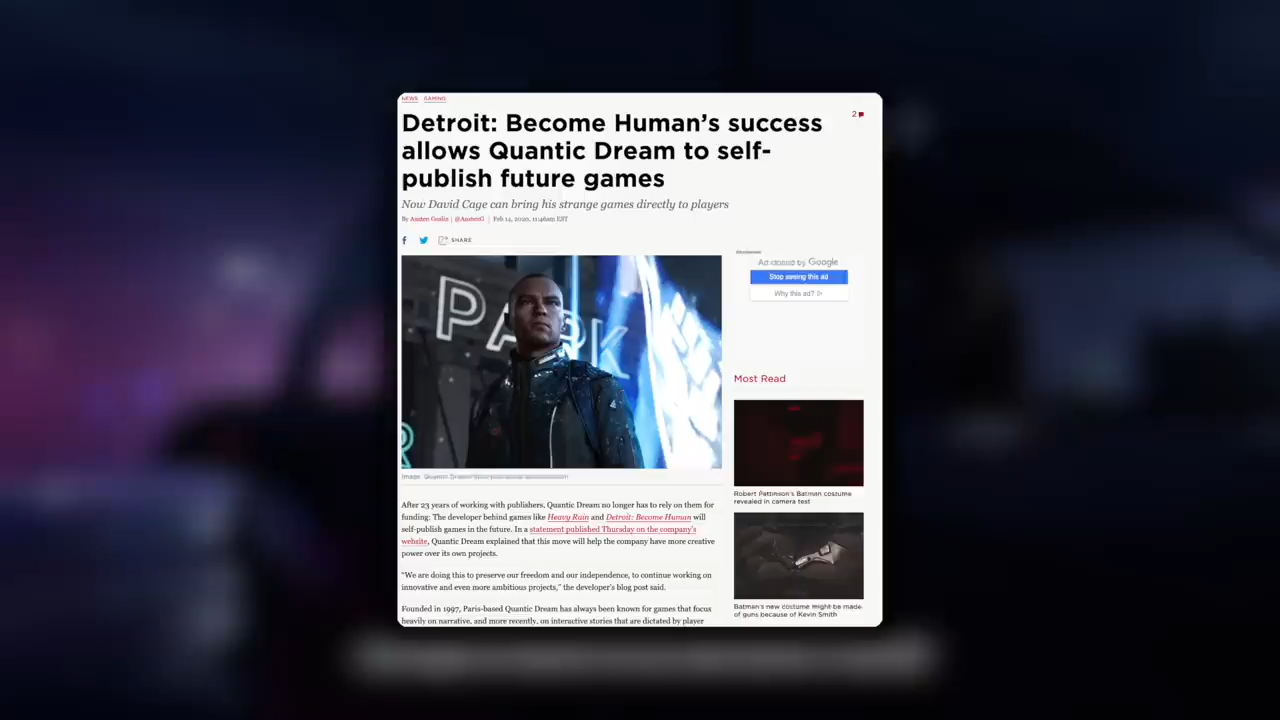 NEWS GAMING
2
Detroit: Become Human's success
allows Quantic Dream to self-
publish future games
Now David Cage can bring his strange games directly to players
By Austen Goslin | @AustenG | Feb 14, 2020, 11:46am EST
SHARE
Ad closed by Google
Stop seeing this ad
Why this ad?
PARK
R
Most Read
Image: Quantic Dream
Robert Pattinson's Batman costume
revealed in camera test
After 23 years of working with publishers, Quantic Dream no longer has to rely on them for
funding: The developer behind games like Heavy Rain and Detroit: Become Human will
self-publish games in the future. In a statement published Thursday on the company's
website, Quantic Dream explained that this move will help the company have more creative
power over its own projects.
"We are doing this to preserve our freedom and our independence, to continue working on
innovative and even more ambitious projects," the developer's blog post said.
Batman's new costume might be made
of guns because of Kevin Smith
Founded in 1997, Paris-based Quantic Dream has always been known for games that focus
heavily on narrative, and more recently, on interactive stories that are dictated by player